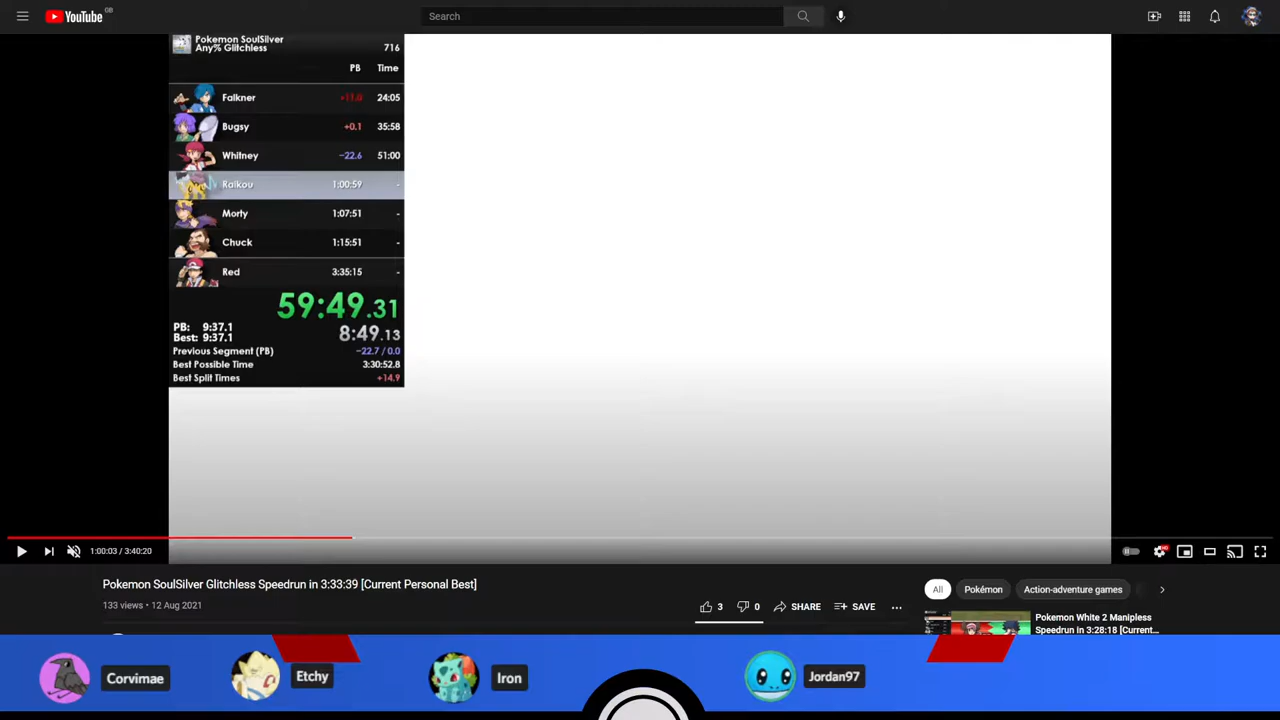 YouTube GB
Search
Pokemon SoulSilver
Any% Glitchless 716
PB Time
Falkner +11.0 24:05
Bugsy +0.1 35:58
Whitney −22.6 51:00
Raikou 1:00:59 -
Morty 1:07:51 -
Chuck 1:15:51 -
Red 3:35:15 -
59:49.31
PB: 9:37.1 8:49.13
Best: 9:37.1
Previous Segment (PB) −22.7 / 0.0
Best Possible Time 3:30:52.8
Best Split Times +14.9
1:00:03 / 3:40:20
HD
Pokemon SoulSilver Glitchless Speedrun in 3:33:39 [Current Personal Best]
133 views • 12 Aug 2021
3 0 SHARE SAVE
All Pokémon Action-adventure games
Pokemon White 2 Manipless
Speedrun in 3:28:18 [Current...
Corvimae Etchy Iron Jordan97